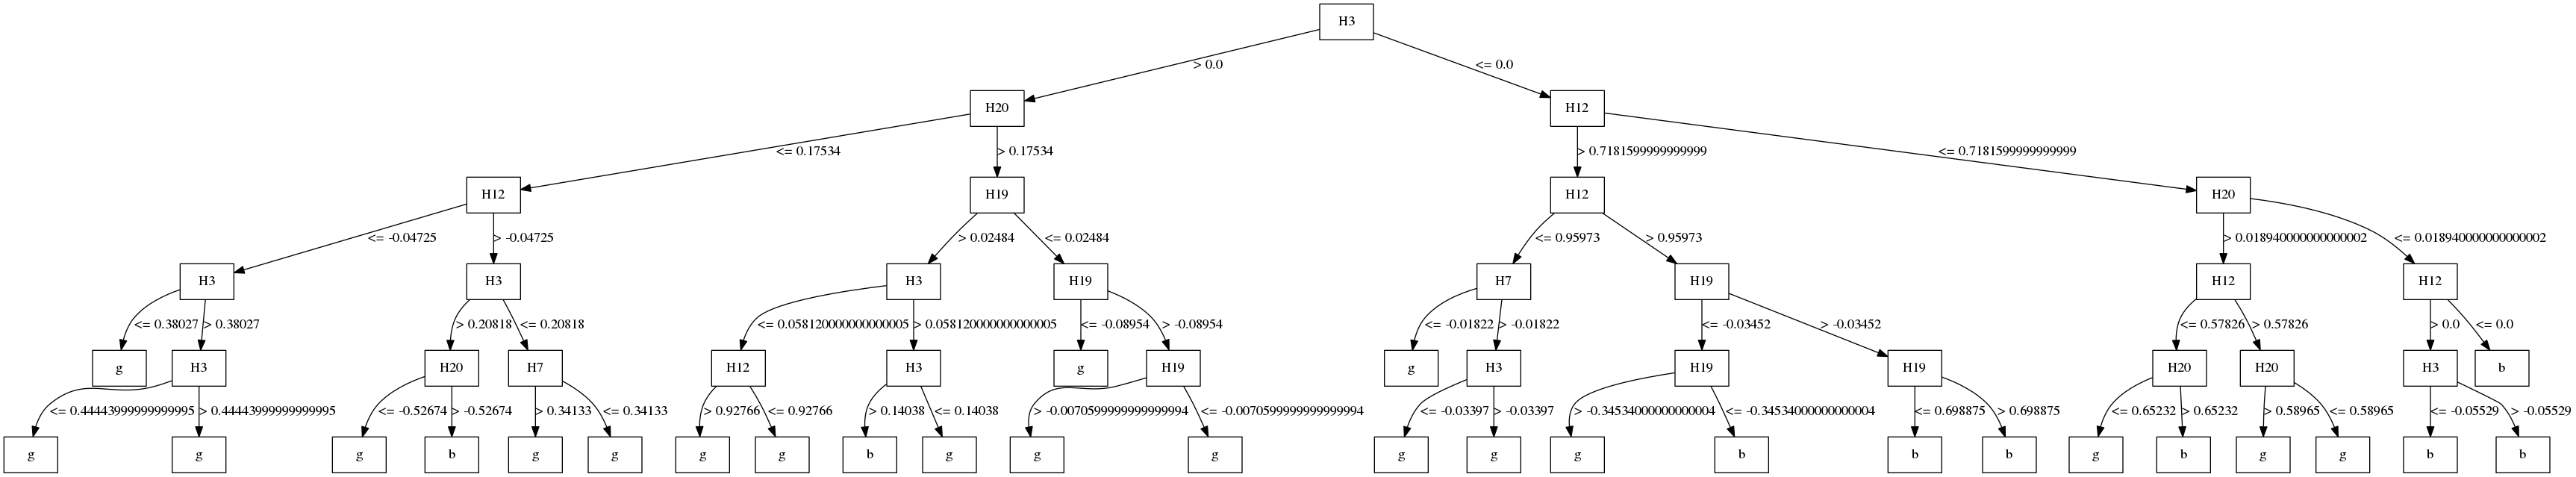 H3
> 0.0
<= 0.0
H20
H12
<= 0.17534
> 0.17534
> 0.7181599999999999
<= 0.7181599999999999
H12
H19
H12
H20
<= -0.04725
> -0.04725
> 0.02484
<= 0.02484
<= 0.95973
> 0.95973
> 0.018940000000000002
<= 0.018940000000000002
H3
H3
H3
H19
H7
H19
H12
H12
<= 0.38027
> 0.38027
> 0.20818
<= 0.20818
<= 0.058120000000000005
> 0.058120000000000005
<= -0.08954
> -0.08954
<= -0.01822
> -0.01822
<= -0.03452
> -0.03452
<= 0.57826
> 0.57826
> 0.0
<= 0.0
g
H3
H20
H7
H12
H3
g
H19
g
H3
H19
H19
H20
H20
H3
b
<= 0.44443999999999995
> 0.44443999999999995
<= -0.52674
> -0.52674
> 0.34133
<= 0.34133
> 0.92766
<= 0.92766
> 0.14038
<= 0.14038
> -0.0070599999999999994
<= -0.0070599999999999994
<= -0.03397
> -0.03397
> -0.34534000000000004
<= -0.34534000000000004
<= 0.698875
> 0.698875
<= 0.65232
> 0.65232
> 0.58965
<= 0.58965
<= -0.05529
> -0.05529
g
g
g
b
g
g
g
g
b
g
g
g
g
g
g
b
b
b
g
b
g
g
b
b